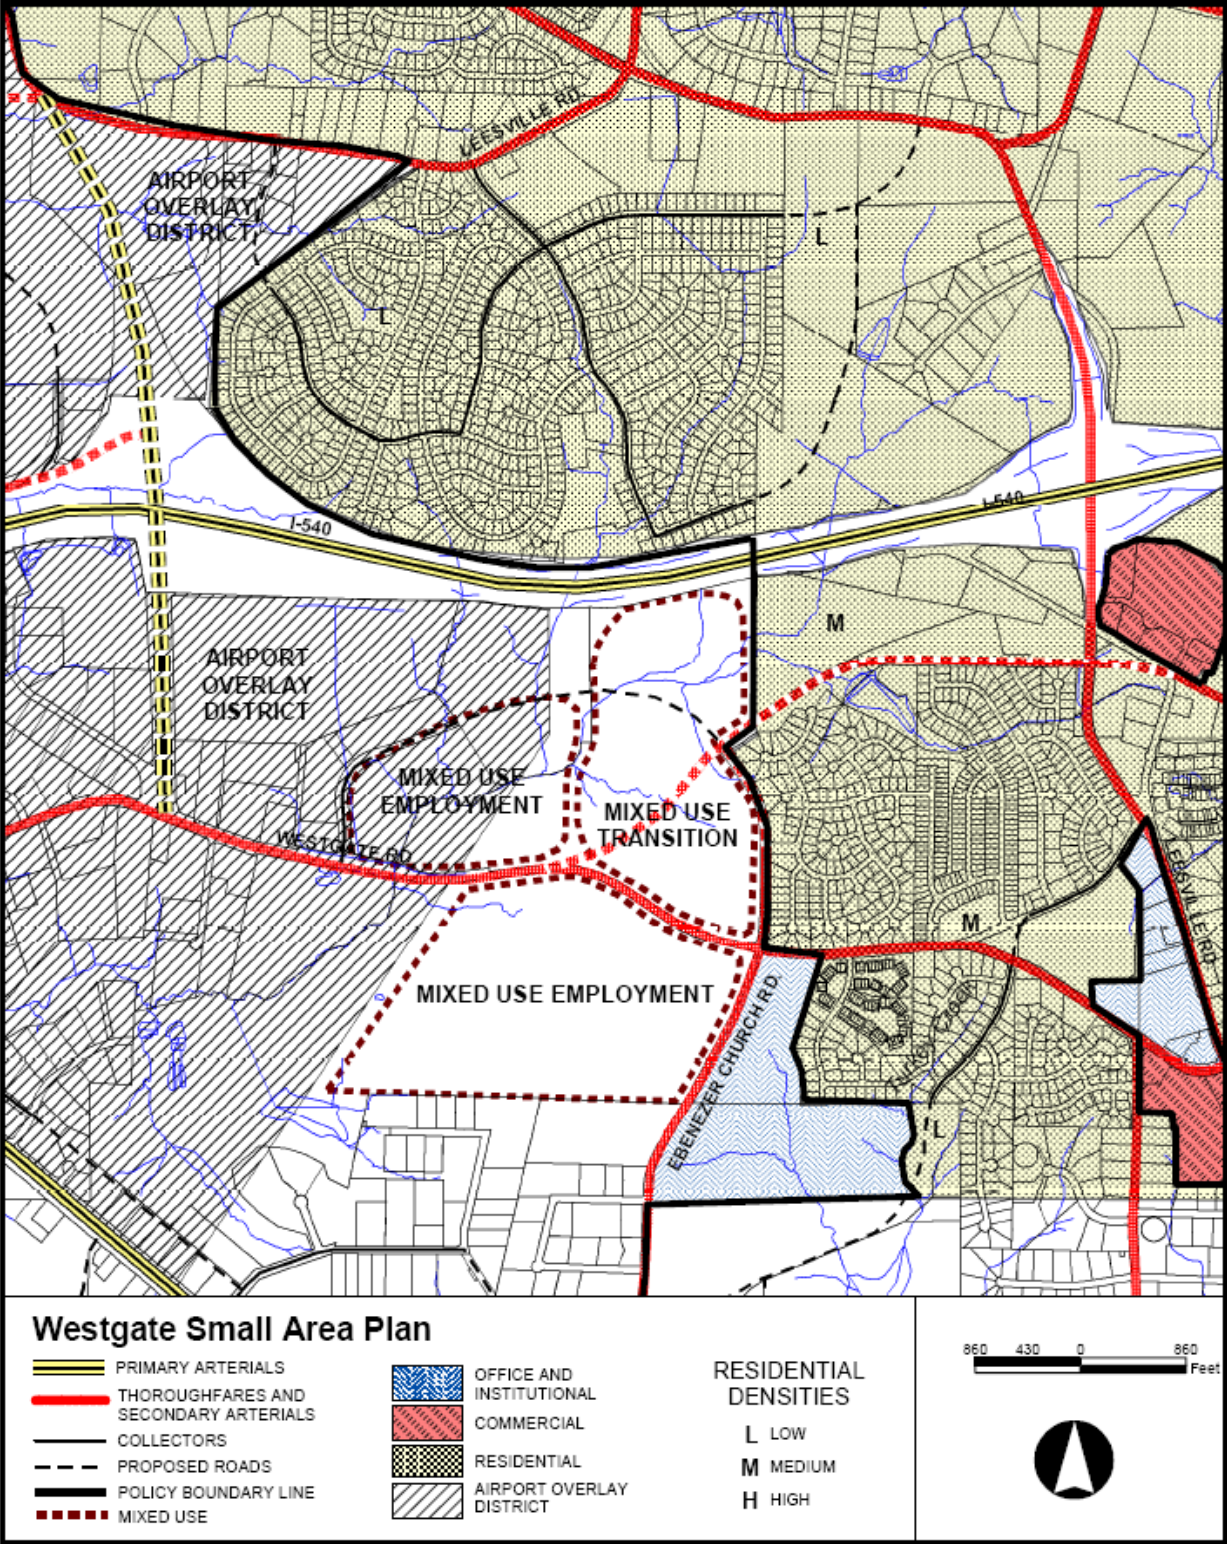 LEESVILLE RD.
AIRPORT
OVERLAY
DISTRICT
L
L
I-540
I-540
M
AIRPORT
OVERLAY
DISTRICT
MIXED USE
EMPLOYMENT
MIXED USE
TRANSITION
WESTGATE RD.
LEESVILLE RD.
M
MIXED USE EMPLOYMENT
EBENEZER CHURCH RD.
L
Westgate Small Area Plan
PRIMARY ARTERIALS
THOROUGHFARES AND
SECONDARY ARTERIALS
COLLECTORS
PROPOSED ROADS
POLICY BOUNDARY LINE
MIXED USE
OFFICE AND
INSTITUTIONAL
COMMERCIAL
RESIDENTIAL
AIRPORT OVERLAY
DISTRICT
RESIDENTIAL
DENSITIES
L LOW
M MEDIUM
H HIGH
860 430 0 860
Feet